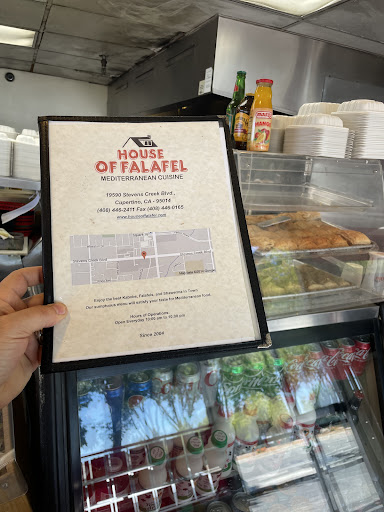 HOUSE
OF FALAFEL
MEDITERRANEAN CUISINE
19590 Stevens Creek Blvd.,
Cupertino, CA - 95014
(408) 446-2411 Fax (408) 446-0165
www.houseoffalafel.com
Enjoy the best Kabobs, Falafels, and Shawarma in Town!
Our sumptuous menu will satisfy your taste for Mediterranean food.
Hours of Operations
Open Everyday 10:00 am to 10:00 pm
Since 2004